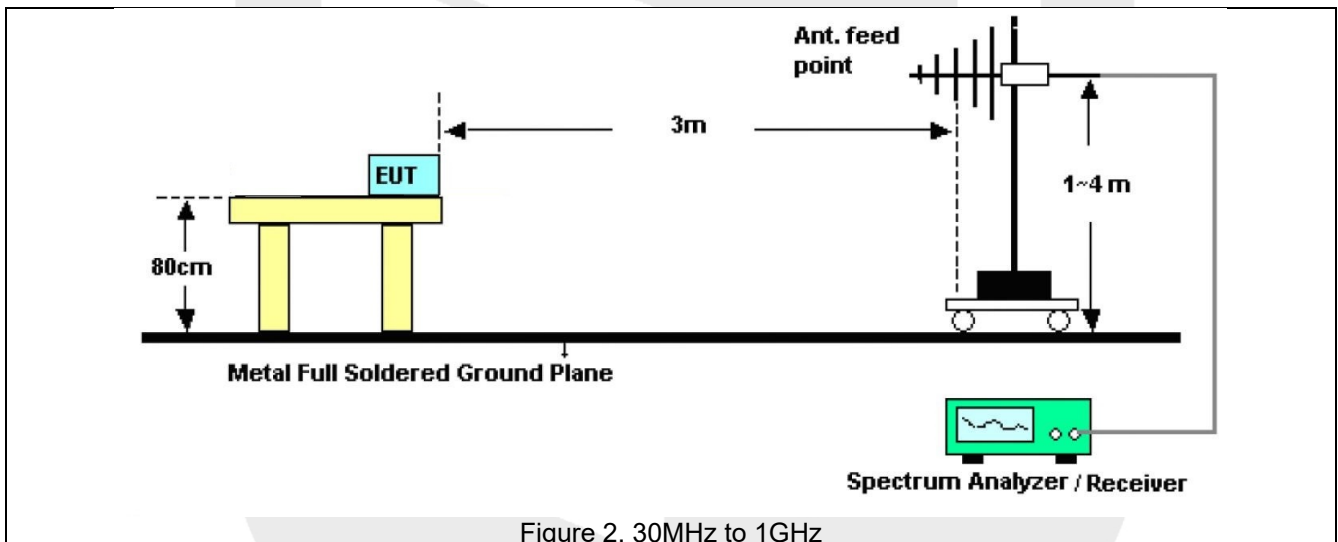 Ant. feed
point
3m
EUT
1~4 m
80cm
Metal Full Soldered Ground Plane
Spectrum Analyzer / Receiver
Figure 2. 30MHz to 1GHz